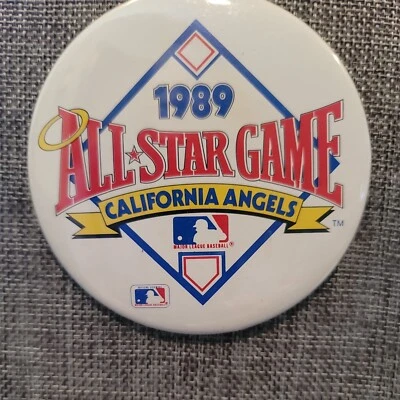 1989
ALL★STAR GAME
CALIFORNIA ANGELS
TM
MAJOR LEAGUE BASEBALL®